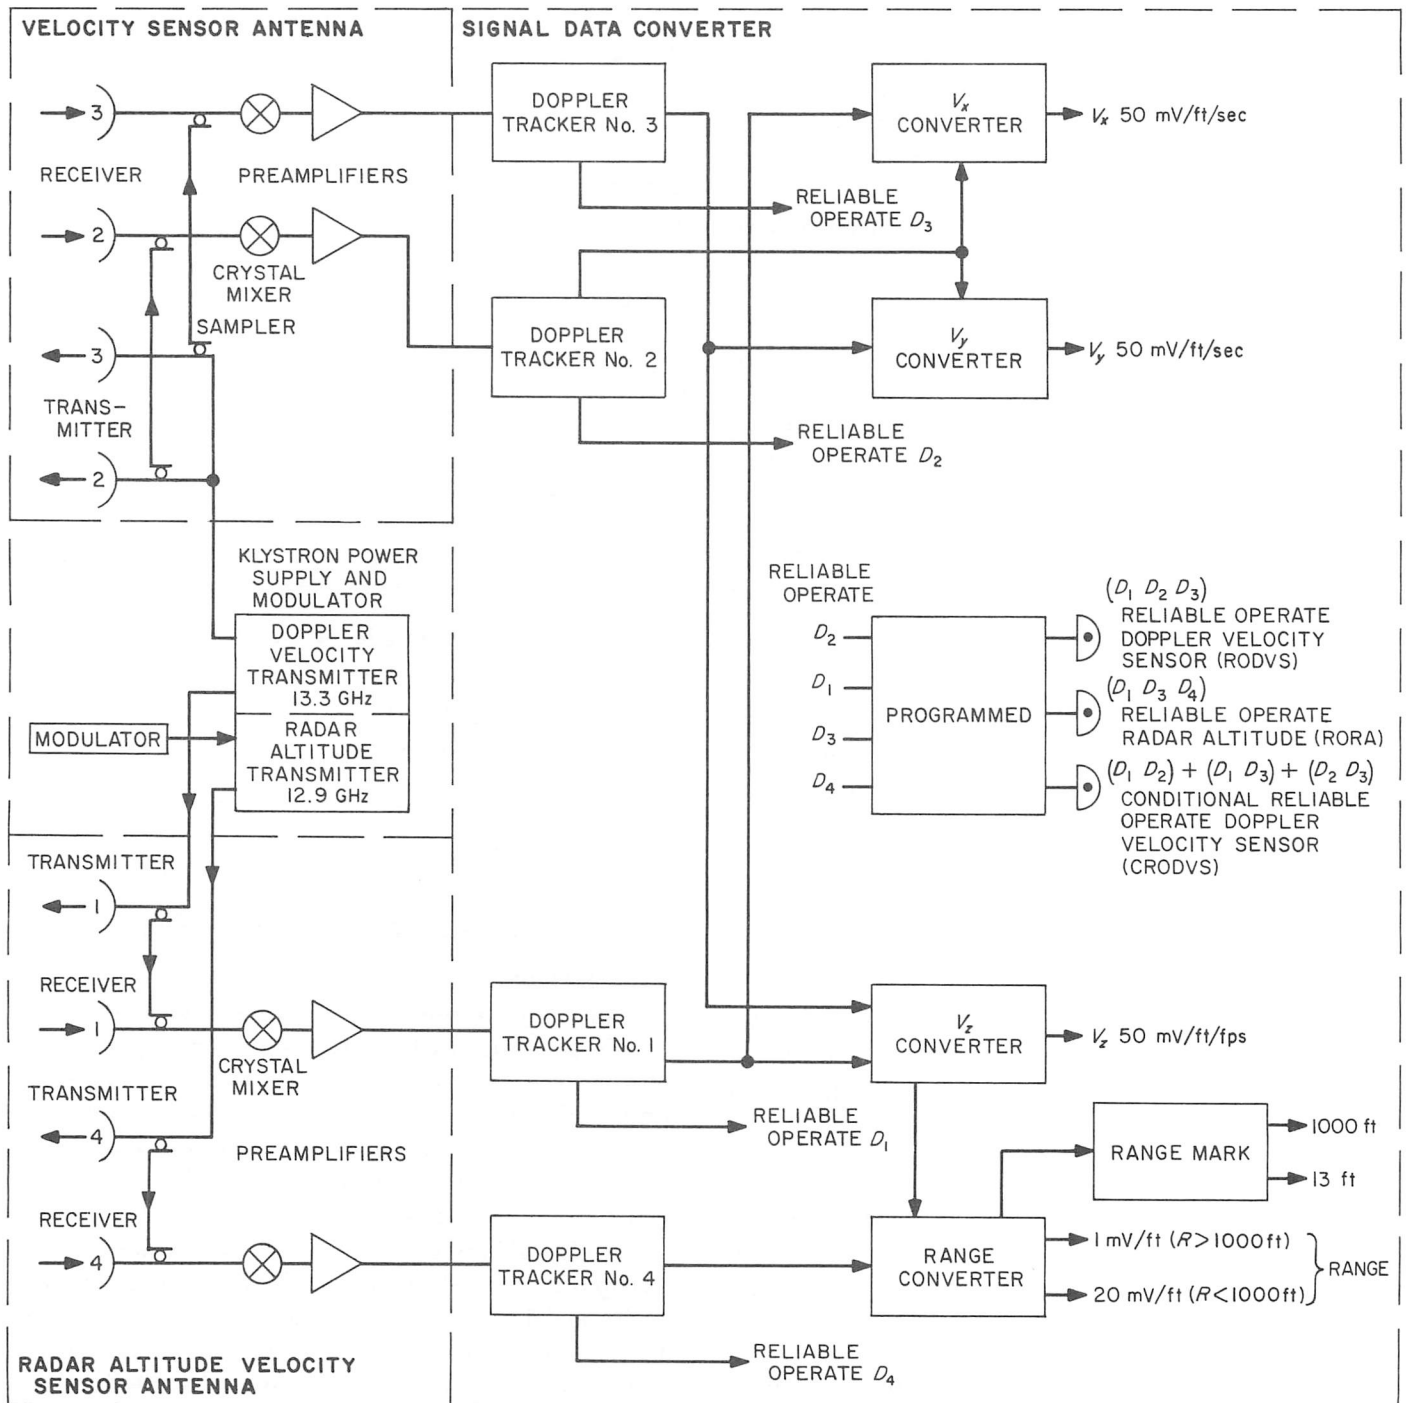 VELOCITY SENSOR ANTENNA
SIGNAL DATA CONVERTER
3
RECEIVER
PREAMPLIFIERS
2
CRYSTAL
MIXER
SAMPLER
3
TRANS-
MITTER
2
DOPPLER
TRACKER No. 3
RELIABLE
OPERATE D3
DOPPLER
TRACKER No. 2
RELIABLE
OPERATE D2
Vx
CONVERTER
Vx 50 mV/ft/sec
Vy
CONVERTER
Vy 50 mV/ft/sec
KLYSTRON POWER
SUPPLY AND
MODULATOR
DOPPLER
VELOCITY
TRANSMITTER
13.3 GHz
MODULATOR
RADAR
ALTITUDE
TRANSMITTER
12.9 GHz
RELIABLE
OPERATE
D2
D1
D3
D4
PROGRAMMED
(D1 D2 D3)
RELIABLE OPERATE
DOPPLER VELOCITY
SENSOR (RODVS)
(D1 D3 D4)
RELIABLE OPERATE
RADAR ALTITUDE (RORA)
(D1 D2) + (D1 D3) + (D2 D3)
CONDITIONAL RELIABLE
OPERATE DOPPLER
VELOCITY SENSOR
(CRODVS)
TRANSMITTER
1
RECEIVER
1
CRYSTAL
MIXER
TRANSMITTER
4
PREAMPLIFIERS
RECEIVER
4
DOPPLER
TRACKER No. 1
RELIABLE
OPERATE D1
DOPPLER
TRACKER No. 4
RELIABLE
OPERATE D4
Vz
CONVERTER
Vz 50 mV/ft/fps
RANGE MARK
1000 ft
13 ft
RANGE
CONVERTER
1 mV/ft (R>1000ft)
20 mV/ft (R<1000ft)
RANGE
RADAR ALTITUDE VELOCITY
SENSOR ANTENNA